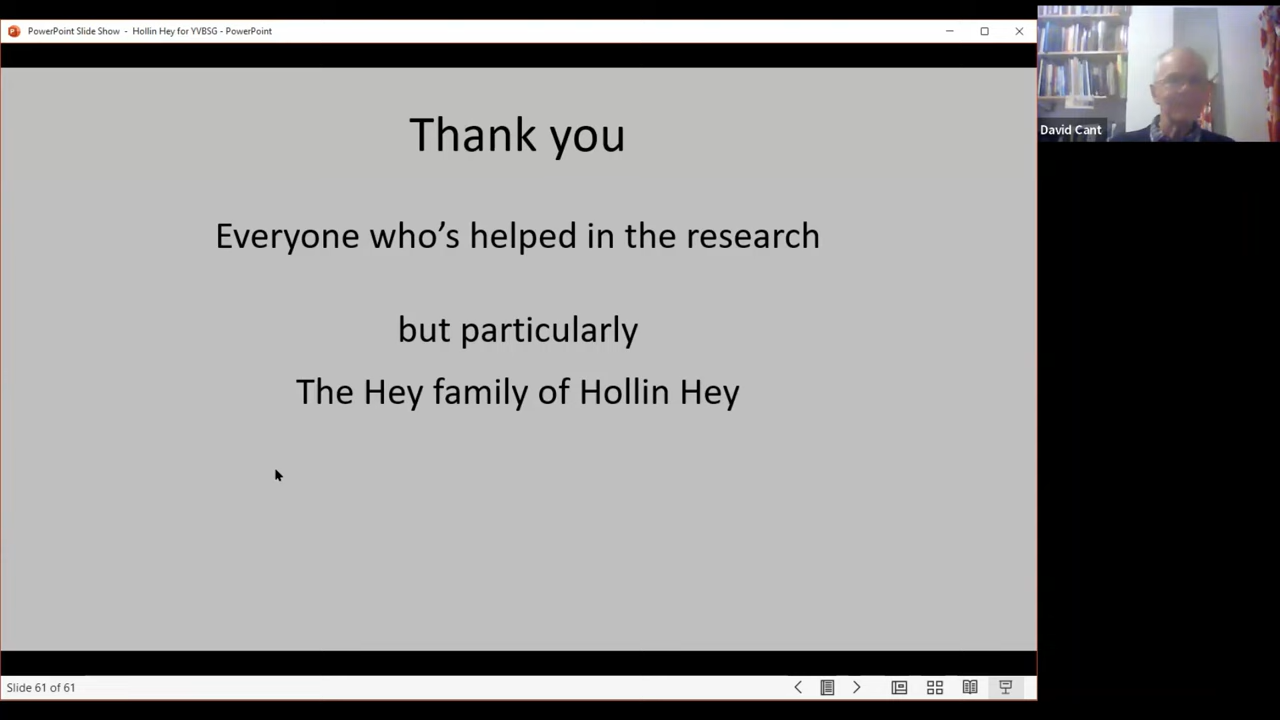 PowerPoint Slide Show - Hollin Hey for YVBSG - PowerPoint
David Cant
Thank you
Everyone who's helped in the research
but particularly
The Hey family of Hollin Hey
Slide 61 of 61